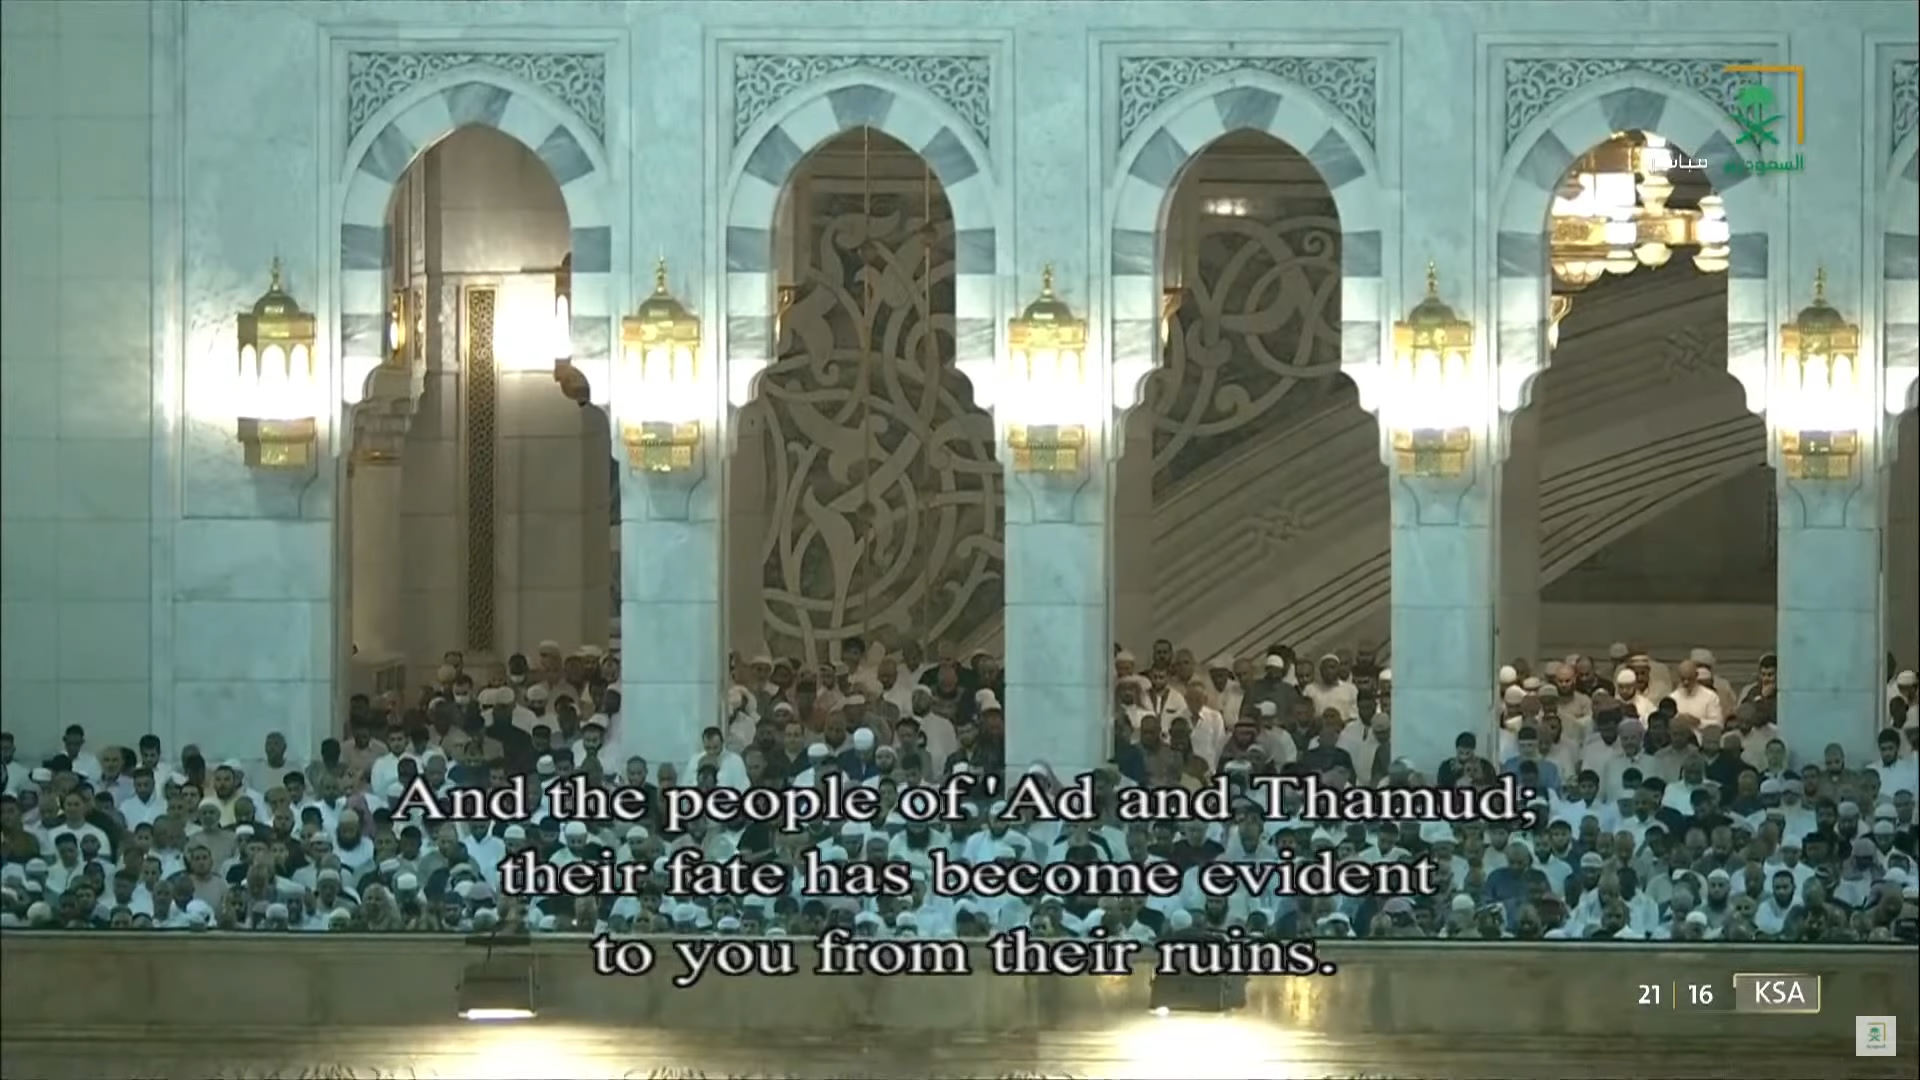 السعودية
مباشر
And the people of 'Ad and Thamud;
their fate has become evident
to you from their ruins.
21 16 KSA